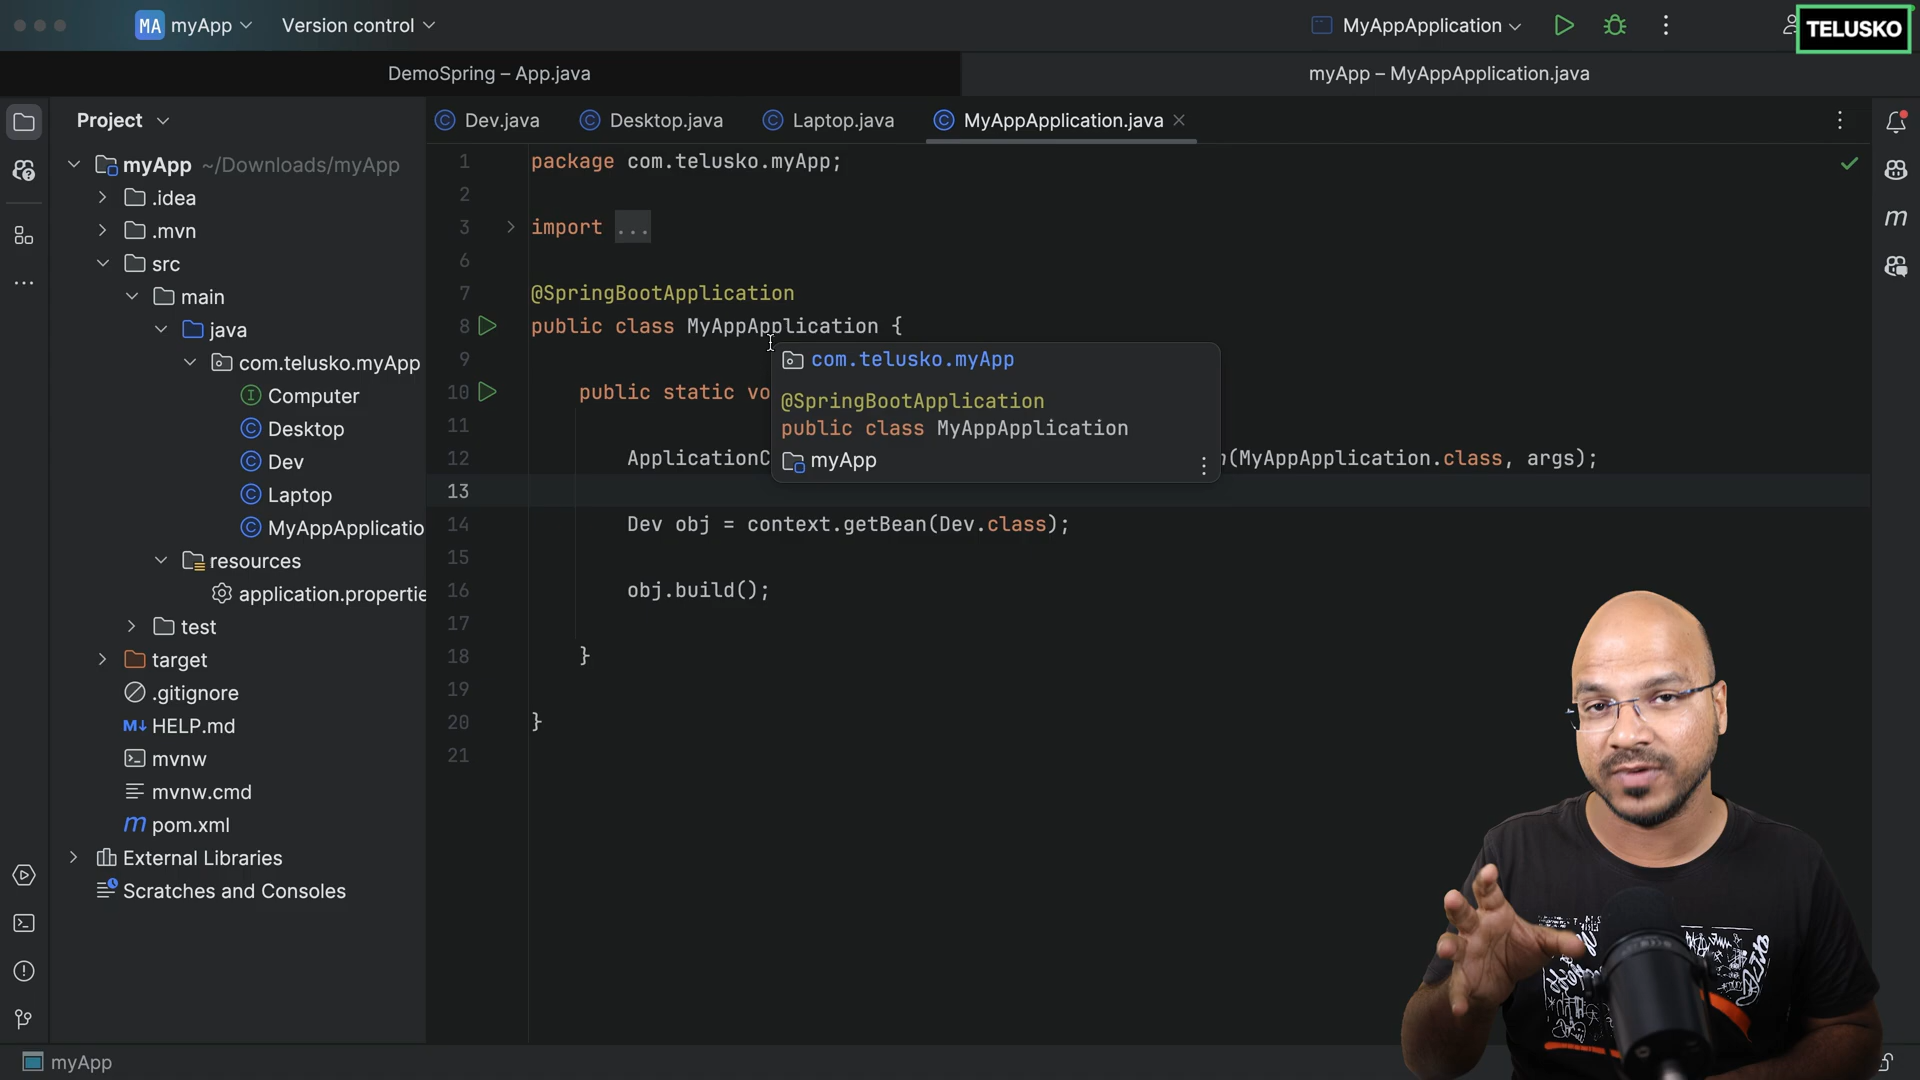 MA myApp
Version control
MyAppApplication
TELUSKO
DemoSpring – App.java
myApp – MyAppApplication.java
Project
Dev.java
Desktop.java
Laptop.java
MyAppApplication.java
myApp ~/Downloads/myApp
.idea
.mvn
src
main
java
com.telusko.myApp
Computer
Desktop
Dev
Laptop
MyAppApplicatio
resources
application.propertie
test
target
.gitignore
HELP.md
mvnw
mvnw.cmd
pom.xml
External Libraries
Scratches and Consoles
1 package com.telusko.myApp;
2
3 import ...
6
7 @SpringBootApplication
8 public class MyAppApplication {
9
10 public static vo
11
12 ApplicationC n(MyAppApplication.class, args);
13
14 Dev obj = context.getBean(Dev.class);
15
16 obj.build();
17
18 }
19
20 }
21
com.telusko.myApp
@SpringBootApplication
public class MyAppApplication
myApp
myApp